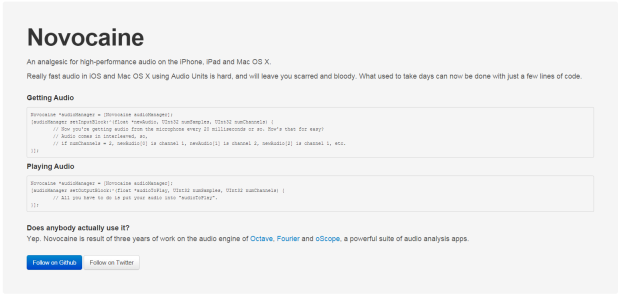 Novocaine
An analgesic for high-performance audio on the iPhone, iPad and Mac OS X.
Really fast audio in iOS and Mac OS X using Audio Units is hard, and will leave you scarred and bloody. What used to take days can now be done with just a few lines of code.
Getting Audio
Novocaine *audioManager = [Novocaine audioManager];
[audioManager setInputBlock:^(float *newAudio, UInt32 numSamples, UInt32 numChannels) {
// Now you're getting audio from the microphone every 20 milliseconds or so. How's that for easy?
// Audio comes in interleaved, so,
// if numChannels = 2, newAudio[0] is channel 1, newAudio[1] is channel 2, newAudio[2] is channel 1, etc.
}];
Playing Audio
Novocaine *audioManager = [Novocaine audioManager];
[audioManager setOutputBlock:^(float *audioToPlay, UInt32 numSamples, UInt32 numChannels) {
// All you have to do is put your audio into "audioToPlay".
}];
Does anybody actually use it?
Yep. Novocaine is result of three years of work on the audio engine of Octave, Fourier and oScope, a powerful suite of audio analysis apps.
Follow on Github Follow on Twitter